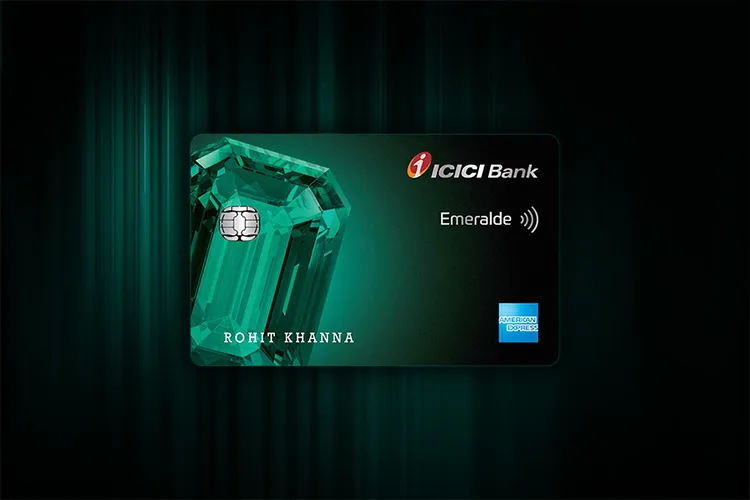 ICICI Bank
Emeralde
ROHIT KHANNA
AMERICAN
EXPRESS